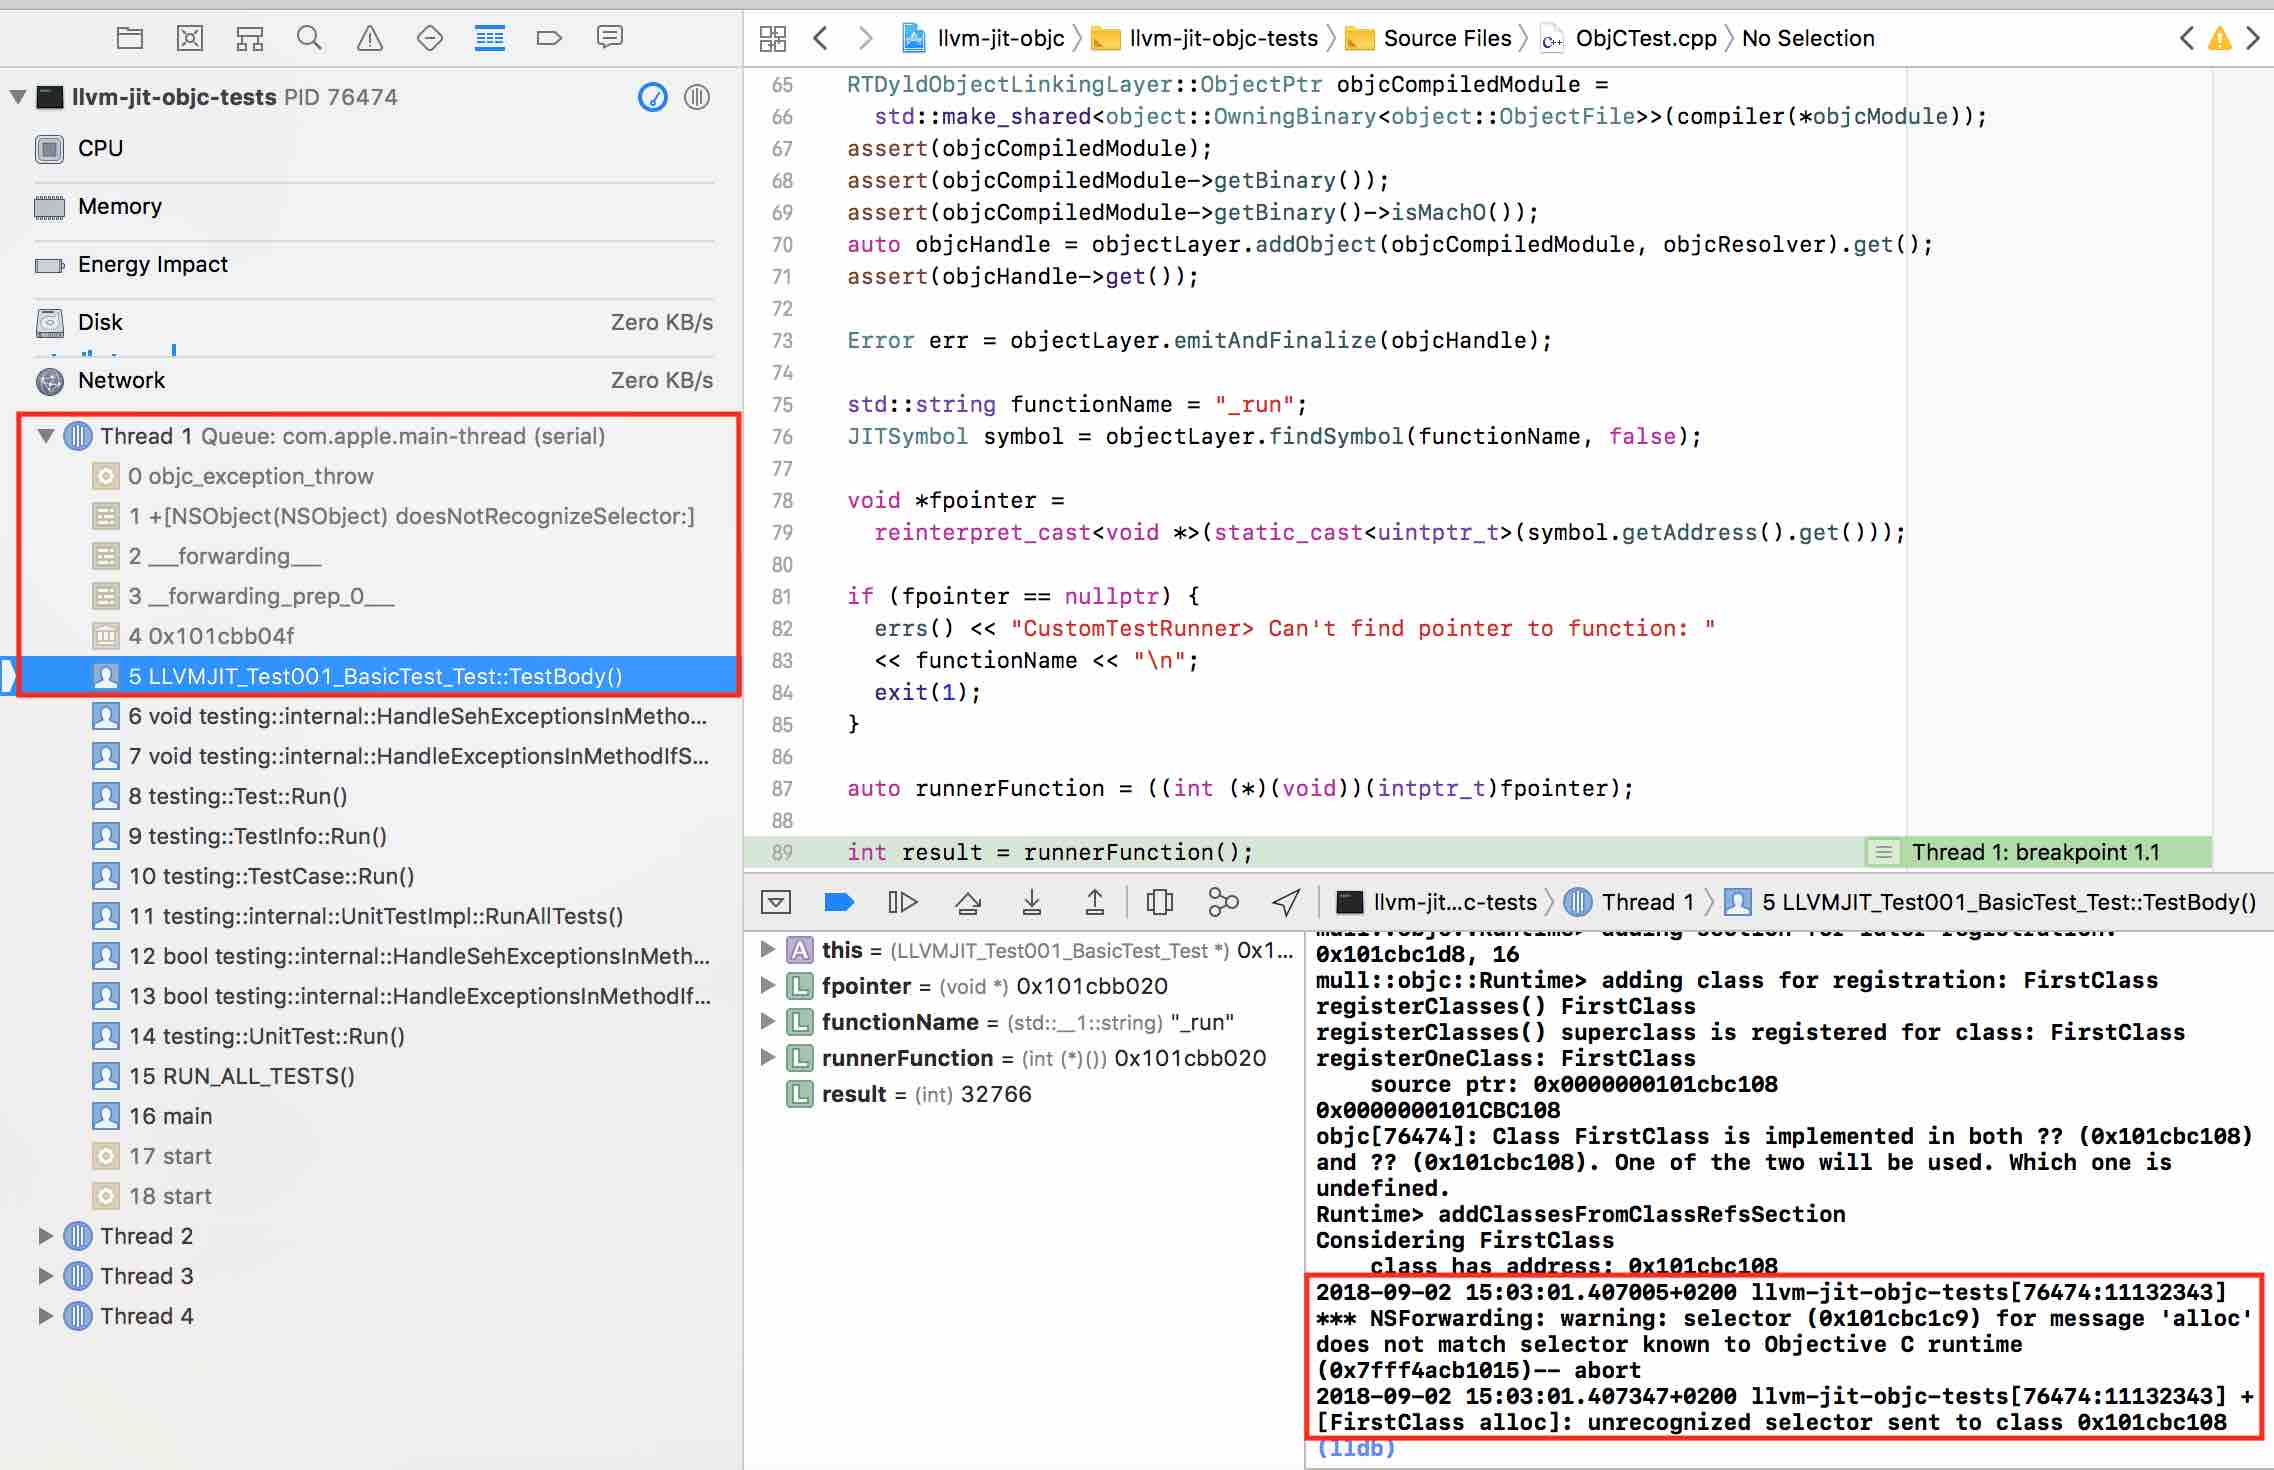 llvm-jit-objc llvm-jit-objc-tests Source Files ObjCTest.cpp No Selection
llvm-jit-objc-tests PID 76474
CPU
Memory
Energy Impact
Disk Zero KB/s
Network Zero KB/s
Thread 1 Queue: com.apple.main-thread (serial)
0 objc_exception_throw
1 +[NSObject(NSObject) doesNotRecognizeSelector:]
2 ___forwarding___
3 __forwarding_prep_0___
4 0x101cbb04f
5 LLVMJIT_Test001_BasicTest_Test::TestBody()
6 void testing::internal::HandleSehExceptionsInMetho...
7 void testing::internal::HandleExceptionsInMethodIfS...
8 testing::Test::Run()
9 testing::TestInfo::Run()
10 testing::TestCase::Run()
11 testing::internal::UnitTestImpl::RunAllTests()
12 bool testing::internal::HandleSehExceptionsInMeth...
13 bool testing::internal::HandleExceptionsInMethodIf...
14 testing::UnitTest::Run()
15 RUN_ALL_TESTS()
16 main
17 start
18 start
Thread 2
Thread 3
Thread 4
65 RTDyldObjectLinkingLayer::ObjectPtr objcCompiledModule =
66 std::make_shared<object::OwningBinary<object::ObjectFile>>(compiler(*objcModule));
67 assert(objcCompiledModule);
68 assert(objcCompiledModule->getBinary());
69 assert(objcCompiledModule->getBinary()->isMachO());
70 auto objcHandle = objectLayer.addObject(objcCompiledModule, objcResolver).get();
71 assert(objcHandle->get());
72
73 Error err = objectLayer.emitAndFinalize(objcHandle);
74
75 std::string functionName = "_run";
76 JITSymbol symbol = objectLayer.findSymbol(functionName, false);
77
78 void *fpointer =
79 reinterpret_cast<void *>(static_cast<uintptr_t>(symbol.getAddress().get()));
80
81 if (fpointer == nullptr) {
82 errs() << "CustomTestRunner> Can't find pointer to function: "
83 << functionName << "\n";
84 exit(1);
85 }
86
87 auto runnerFunction = ((int (*)(void))(intptr_t)fpointer);
88
89 int result = runnerFunction(); Thread 1: breakpoint 1.1
llvm-jit...c-tests Thread 1 5 LLVMJIT_Test001_BasicTest_Test::TestBody()
A this = (LLVMJIT_Test001_BasicTest_Test *) 0x1...
L fpointer = (void *) 0x101cbb020
L functionName = (std::__1::string) "_run"
L runnerFunction = (int (*)()) 0x101cbb020
L result = (int) 32766
mull::objc::Runtime> adding section for later registration:
0x101cbc1d8, 16
mull::objc::Runtime> adding class for registration: FirstClass
registerClasses() FirstClass
registerClasses() superclass is registered for class: FirstClass
registerOneClass: FirstClass
source ptr: 0x0000000101cbc108
0x0000000101CBC108
objc[76474]: Class FirstClass is implemented in both ?? (0x101cbc108)
and ?? (0x101cbc108). One of the two will be used. Which one is
undefined.
Runtime> addClassesFromClassRefsSection
Considering FirstClass
class has address: 0x101cbc108
2018-09-02 15:03:01.407005+0200 llvm-jit-objc-tests[76474:11132343]
*** NSForwarding: warning: selector (0x101cbc1c9) for message 'alloc'
does not match selector known to Objective C runtime
(0x7fff4acb1015)-- abort
2018-09-02 15:03:01.407347+0200 llvm-jit-objc-tests[76474:11132343] +
[FirstClass alloc]: unrecognized selector sent to class 0x101cbc108
(lldb)